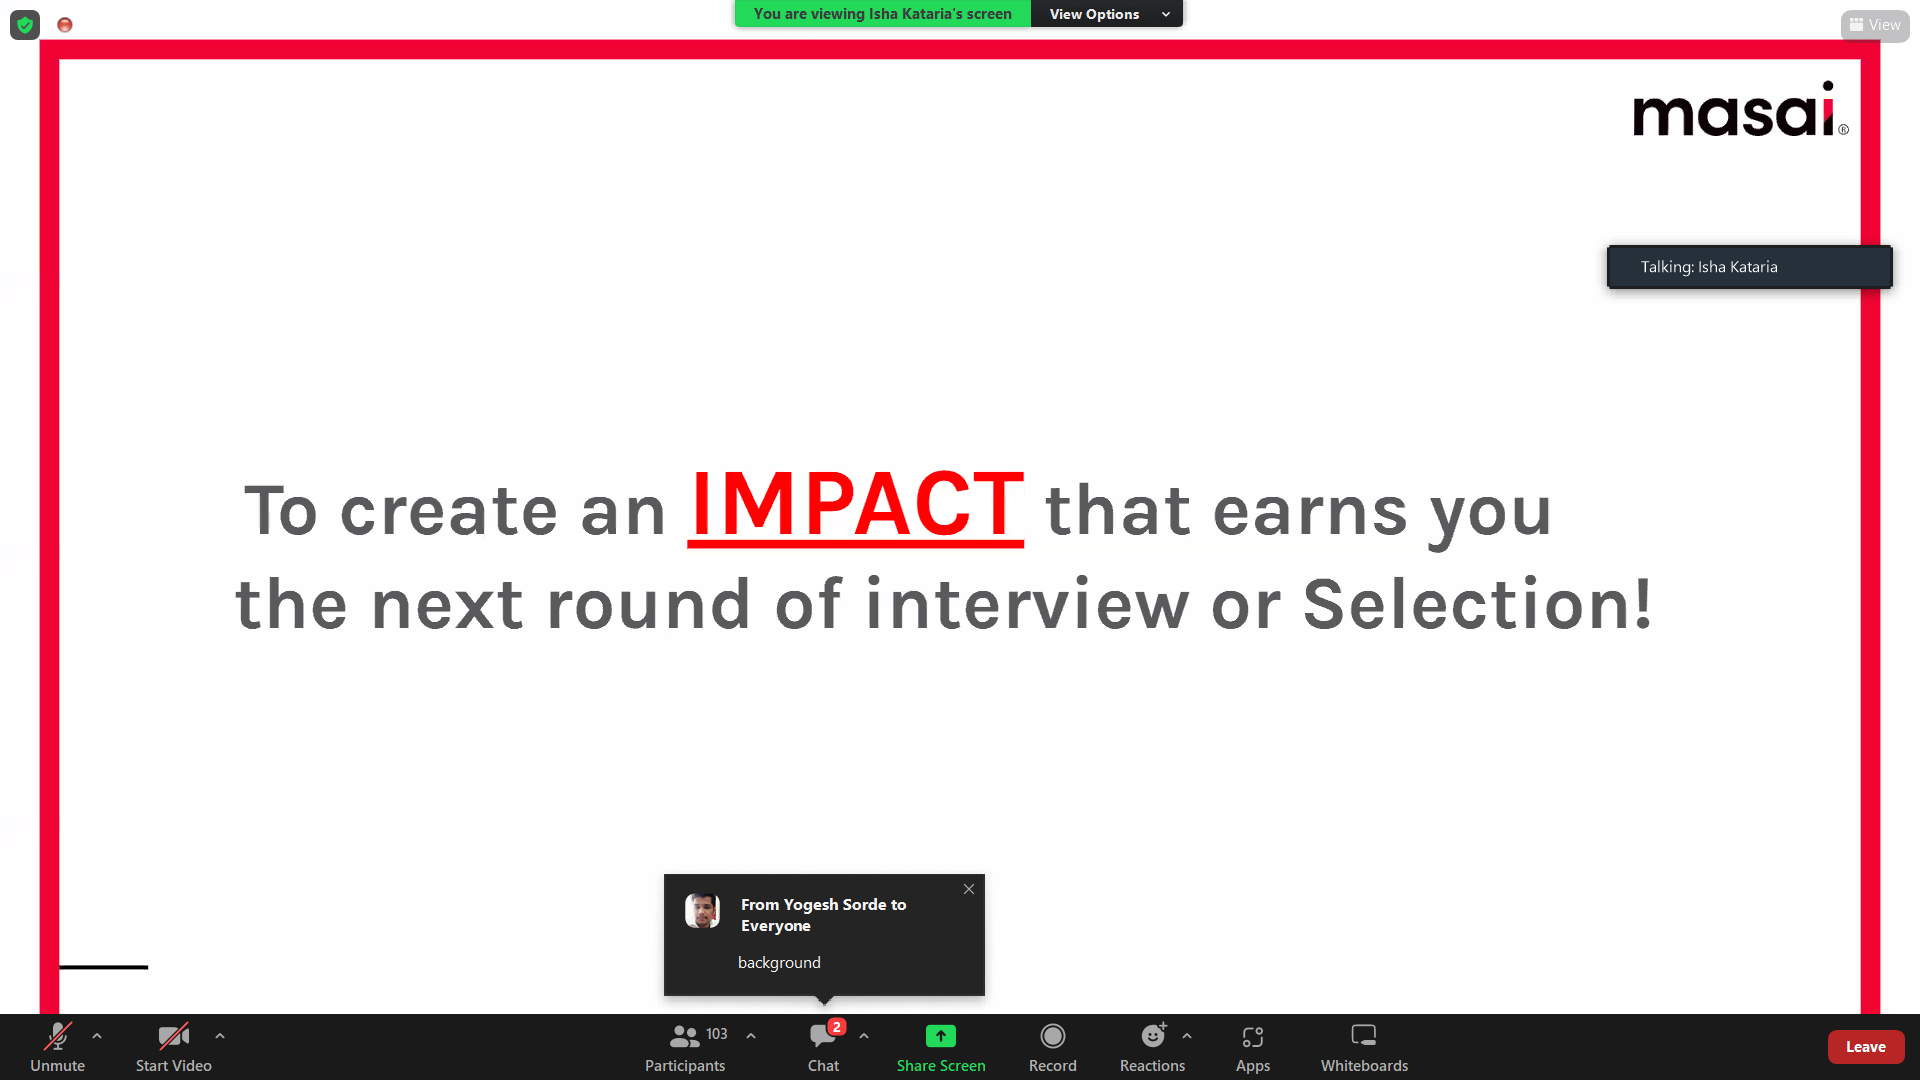 You are viewing Isha Kataria's screen
View Options
View
masai
®
Talking: Isha Kataria
To create an IMPACT that earns you
the next round of interview or Selection!
From Yogesh Sorde to
Everyone
background
Unmute
Start Video
103
Participants
2
Chat
Share Screen
Record
Reactions
Apps
Whiteboards
Leave